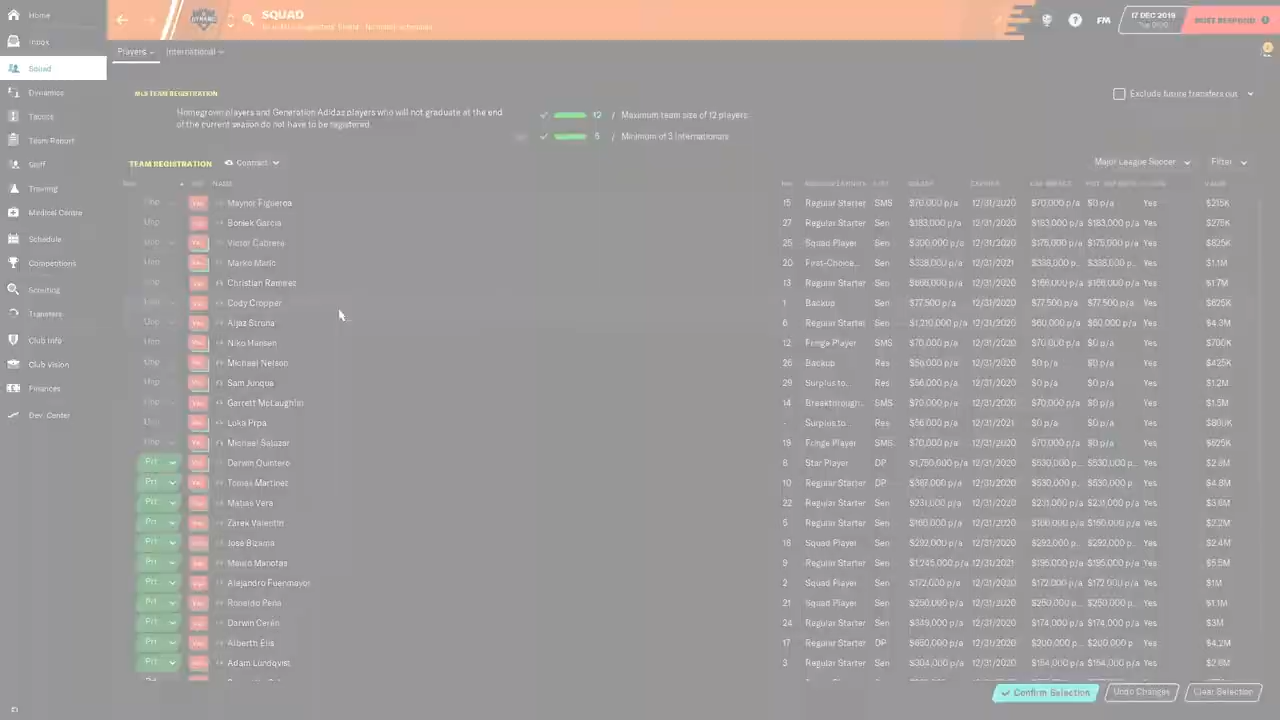 Home
Inbox
Squad
Dynamics
Tactics
Team Report
Staff
Training
Medical Centre
Schedule
Competitions
Scouting
Transfers
Club Info
Club Vision
Finances
Dev. Center
SQUAD
FM
17 DEC 2019
MUST RESPOND
Players
International
MLS TEAM REGISTRATION
Homegrown players and Generation Adidas players who will not graduate at the end
of the current season do not have to be registered.
12 / Maximum team size of 12 players
5 / Minimum of 5 Internationals
Exclude future transfers out
TEAM REGISTRATION
Contract
Major League Soccer
Filter
NAME
EXPIRES
VALUE
Maynor Figueroa 15 Regular Starter SMS $70,000 p/a 12/31/2020 $70,000 p/a $0 p/a Yes $215K
Boniek García 27 Regular Starter Sen $183,000 p/a 12/31/2020 $183,000 p/a $183,000 p/a Yes $275K
Victor Cabrera 25 Squad Player Sen $300,000 p/a 12/31/2020 $175,000 p/a $175,000 p/a Yes $825K
Marko Maric 20 First-Choice... Sen $338,000 p/a 12/31/2021 $338,000 p... $338,000 p... Yes $1.1M
Christian Ramirez 13 Regular Starter Sen 12/31/2020 Yes $1.7M
Cody Cropper 1 Backup Sen $77,500 p/a 12/31/2020 $77,500 p/a $77,500 p/a Yes $625K
Aljaz Struna 6 Regular Starter Sen $1,210,000 p/a 12/31/2020 Yes $4.3M
Niko Hansen 12 Fringe Player SMS $70,000 p/a 12/31/2020 $70,000 p/a $0 p/a Yes $700K
Michael Nelson 26 Backup Res $56,000 p/a 12/31/2020 $0 p/a $0 p/a Yes $425K
Sam Junqua 29 Surplus to... Res $56,000 p/a 12/31/2020 $0 p/a $0 p/a Yes $1.2M
Garrett McLaughlin 14 Breakthrough... SMS $70,000 p/a 12/31/2020 $70,000 p/a $0 p/a Yes $1.5M
Luka Prpa - Surplus to... Res $56,000 p/a 12/31/2021 $0 p/a $0 p/a Yes $800K
Michael Salazar 19 Fringe Player SMS $70,000 p/a 12/31/2020 $70,000 p/a $0 p/a Yes $625K
Darwin Quintero 8 Star Player DP $1,750,000 p/a 12/31/2020 $530,000 p... $530,000 p... Yes $2.8M
Tomás Martínez 10 Regular Starter DP 12/31/2020 $530,000 p... $530,000 p... Yes $4.8M
Matías Vera 22 Regular Starter Sen $231,000 p/a 12/31/2020 $231,000 p/a $231,000 p/a Yes
Zarek Valentin 5 Regular Starter Sen $160,000 p/a 12/31/2020 $160,000 p/a $160,000 p/a Yes $2.2M
José Bizama 18 Squad Player Sen $292,000 p/a 12/31/2020 $292,000 p... $292,000 p... Yes $2.4M
Mauro Manotas 9 Regular Starter Sen $1,245,000 p/a 12/31/2021 $195,000 p/a $195,000 p/a Yes $5.5M
Alejandro Fuenmayor 2 Squad Player Sen $172,000 p/a 12/31/2020 $172,000 p/a $172,000 p/a Yes $1M
Ronaldo Peña 21 Squad Player Sen $250,000 p/a 12/31/2020 $250,000 p... $250,000 p... Yes $1.1M
Darwin Cerén 24 Regular Starter Sen $349,000 p/a 12/31/2020 $174,000 p/a $174,000 p/a Yes $3M
Alberth Elis 17 Regular Starter DP $650,000 p/a 12/31/2020 $200,000 p... $200,000 p... Yes $4.2M
Adam Lundqvist 3 Regular Starter Sen $304,000 p/a 12/31/2020 $164,000 p/a $164,000 p/a Yes $2.8M
Confirm Selection
Undo Changes
Clear Selection